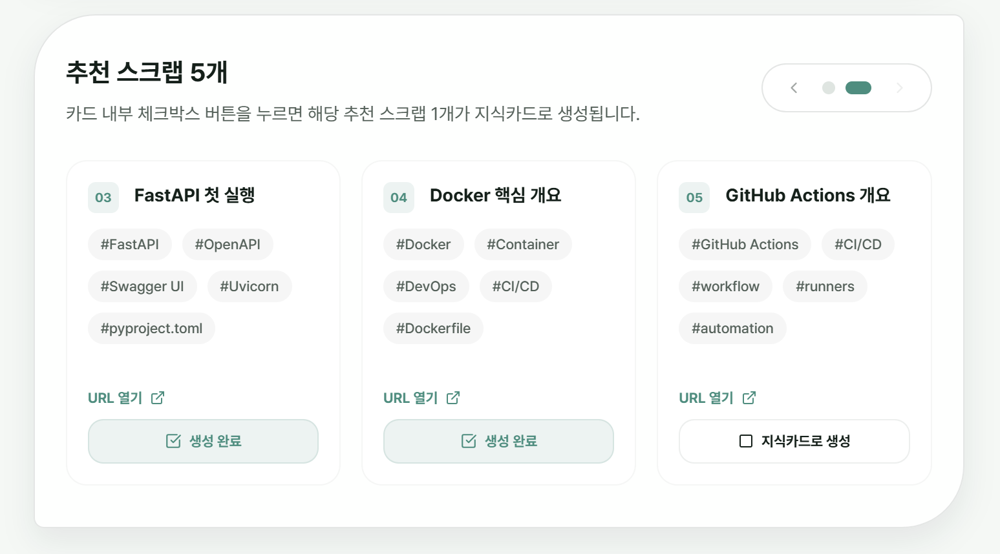 추천 스크랩 5개
카드 내부 체크박스 버튼을 누르면 해당 추천 스크랩 1개가 지식카드로 생성됩니다.
03 FastAPI 첫 실행
#FastAPI #OpenAPI
#Swagger UI #Uvicorn
#pyproject.toml
URL 열기
생성 완료
04 Docker 핵심 개요
#Docker #Container
#DevOps #CI/CD
#Dockerfile
URL 열기
생성 완료
05 GitHub Actions 개요
#GitHub Actions #CI/CD
#workflow #runners
#automation
URL 열기
지식카드로 생성